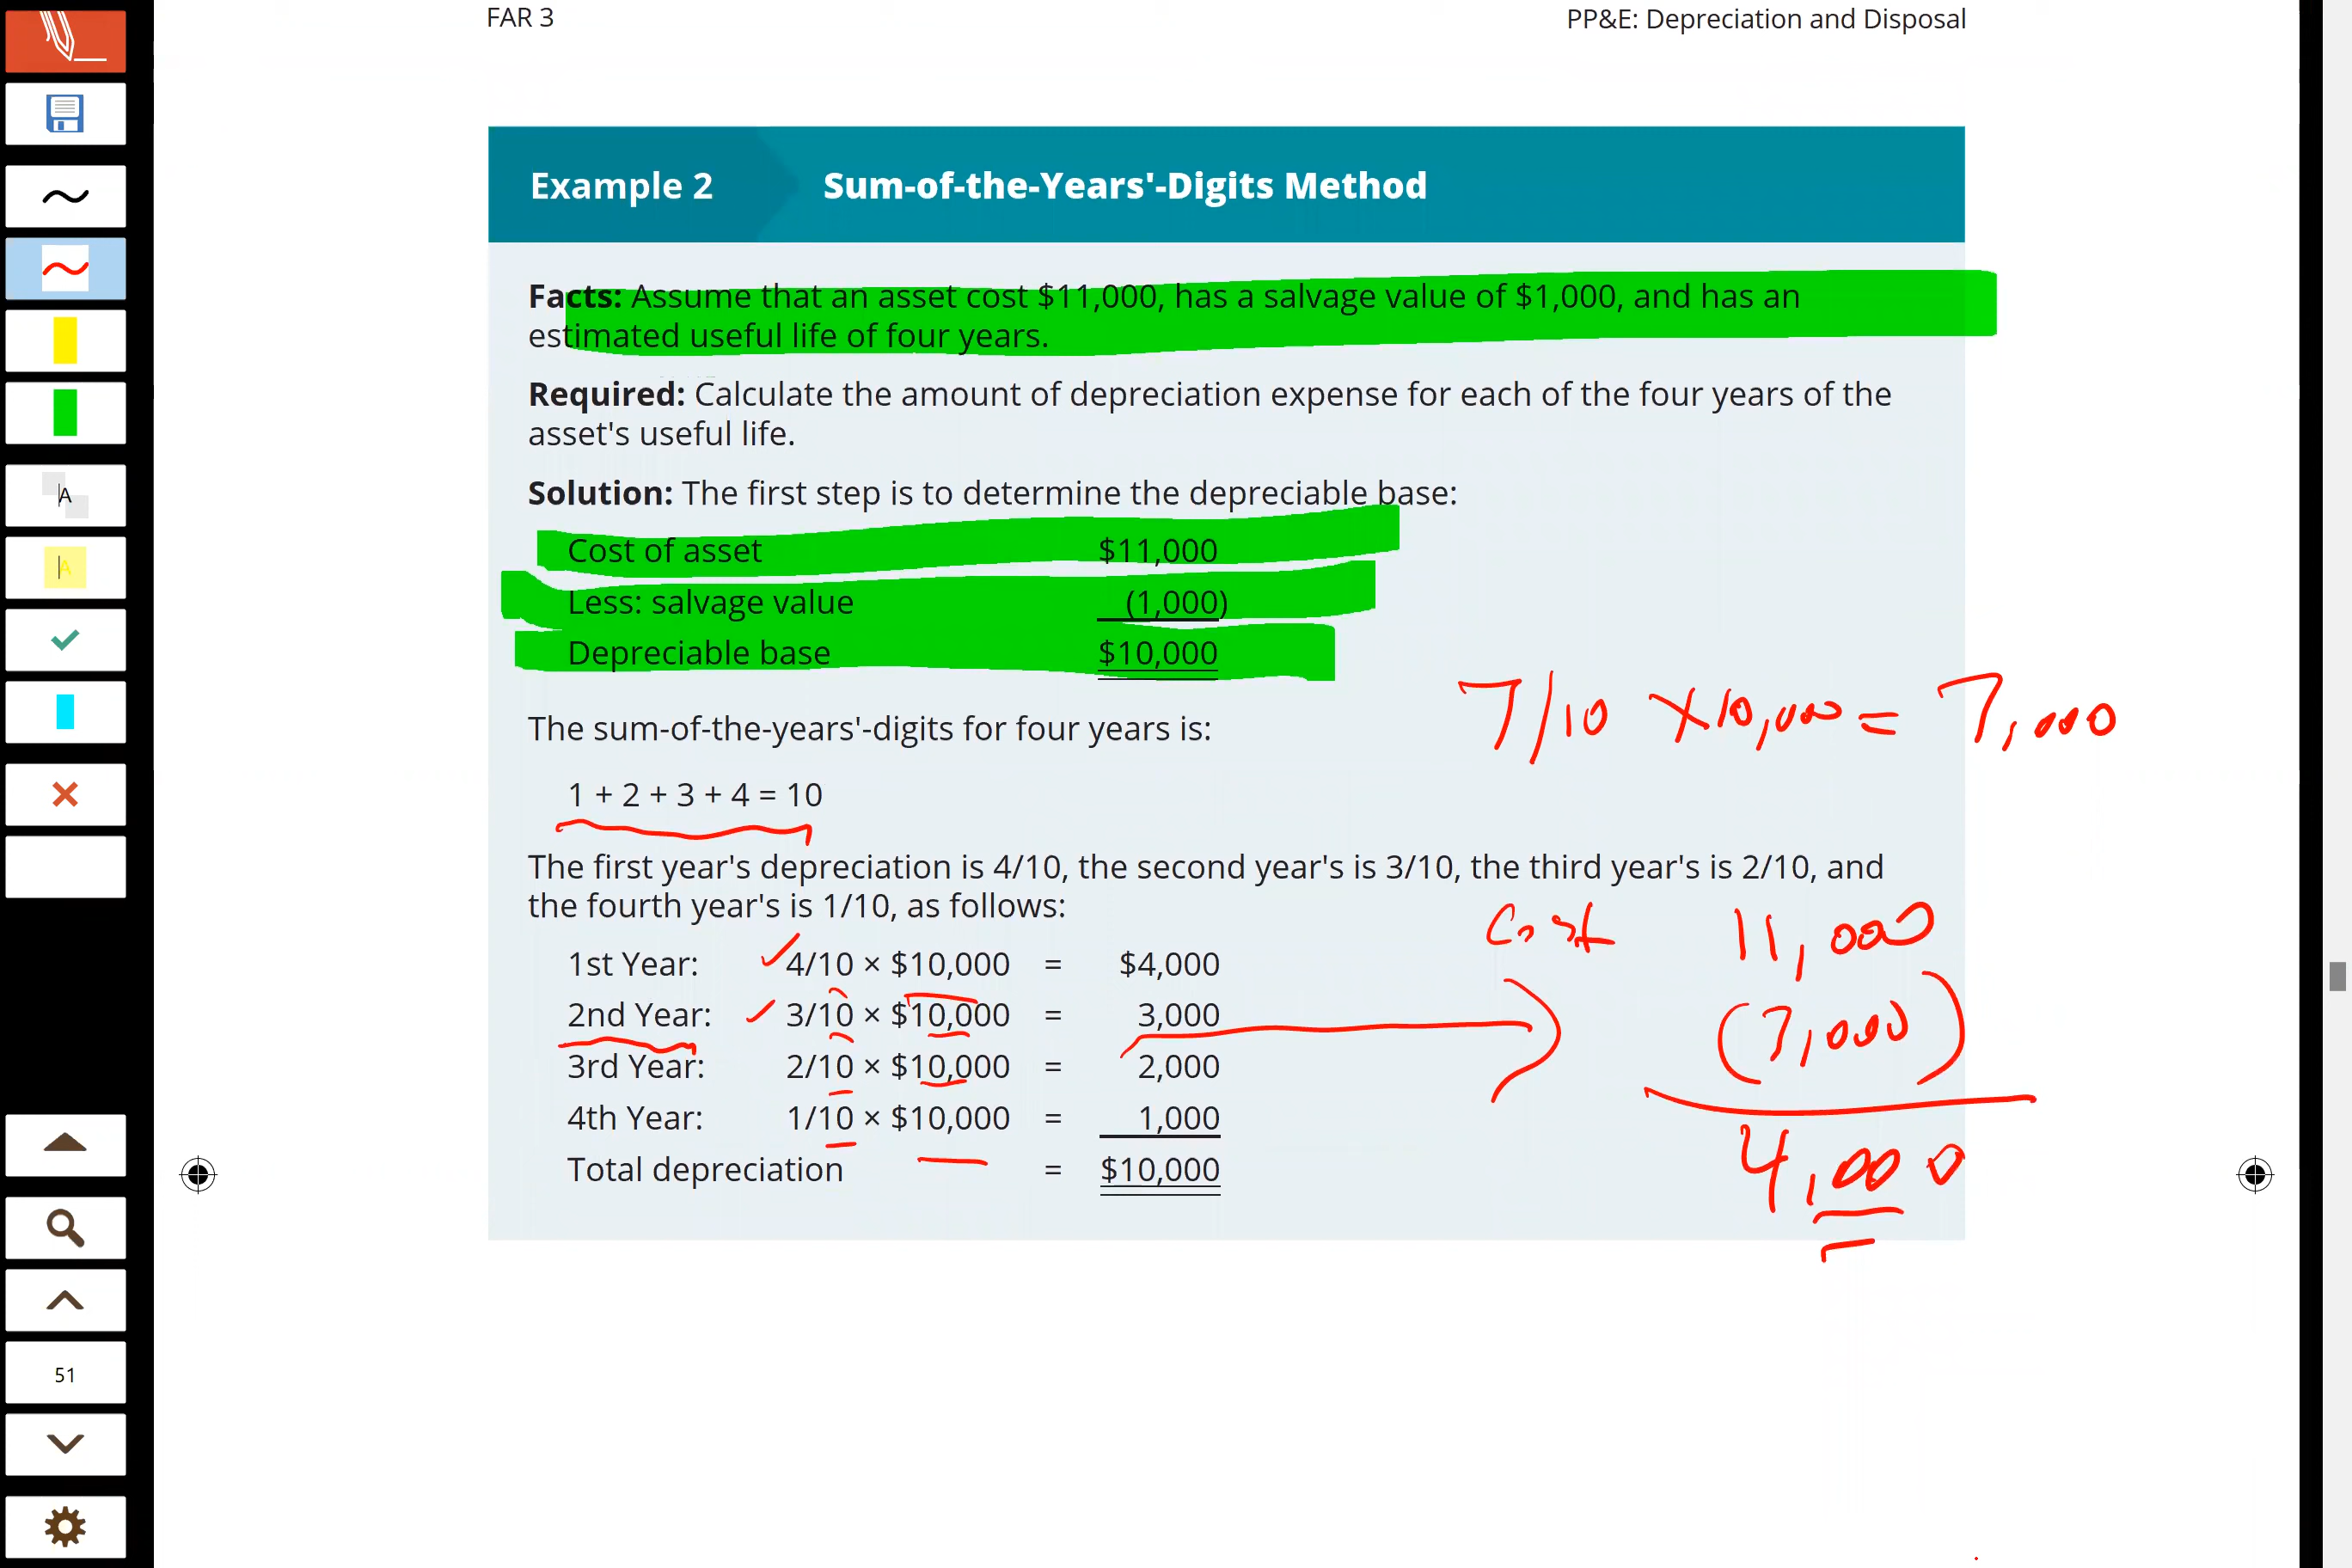 FAR 3
PP&E: Depreciation and Disposal
Example 2 Sum-of-the-Years'-Digits Method
Facts: Assume that an asset cost $11,000, has a salvage value of $1,000, and has an
estimated useful life of four years.
Required: Calculate the amount of depreciation expense for each of the four years of the
asset's useful life.
Solution: The first step is to determine the depreciable base:
Cost of asset $11,000
Less: salvage value (1,000)
Depreciable base $10,000
7/10 ×10,000 = 7,000
The sum-of-the-years'-digits for four years is:
1 + 2 + 3 + 4 = 10
The first year's depreciation is 4/10, the second year's is 3/10, the third year's is 2/10, and
the fourth year's is 1/10, as follows:
1st Year: 4/10 × $10,000 = $4,000
2nd Year: 3/10 × $10,000 = 3,000
3rd Year: 2/10 × $10,000 = 2,000
4th Year: 1/10 × $10,000 = 1,000
Total depreciation = $10,000
Cost 11,000
(7,000)
4,000
A
A
51